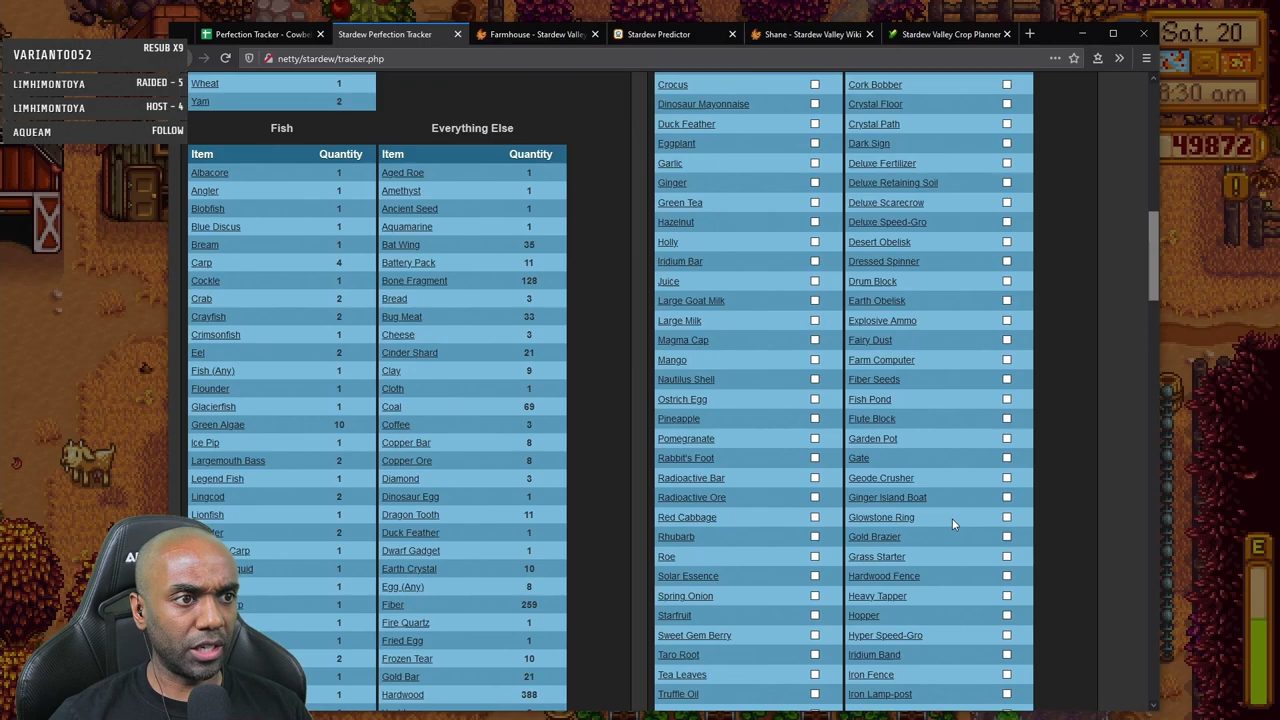 VARIANT0052 RESUB X9
LIMHIMONTOYA RAIDED - 5
LIMHIMONTOYA HOST - 4
AQUEAM FOLLOW
Perfection Tracker - Cowbe
Stardew Perfection Tracker
Farmhouse - Stardew Valley
Stardew Predictor
Shane - Stardew Valley Wiki
Stardew Valley Crop Planner
netty/stardew/tracker.php
Sat. 20
8:30 am
49872
Wheat 1
Yam 2
Fish
Item Quantity
Albacore 1
Angler 1
Blobfish 1
Blue Discus 1
Bream 1
Carp 4
Cockle 1
Crab 2
Crayfish 2
Crimsonfish 1
Eel 2
Fish (Any) 1
Flounder 1
Glacierfish 1
Green Algae 10
Ice Pip 1
Largemouth Bass 2
Legend Fish 1
Lingcod 2
Lionfish 1
2
Carp 1
1
1
1
1
2
1
1
Everything Else
Item Quantity
Aged Roe 1
Amethyst 1
Ancient Seed 1
Aquamarine 1
Bat Wing 35
Battery Pack 11
Bone Fragment 128
Bread 3
Bug Meat 33
Cheese 3
Cinder Shard 21
Clay 9
Cloth 1
Coal 69
Coffee 3
Copper Bar 8
Copper Ore 8
Diamond 3
Dinosaur Egg 1
Dragon Tooth 11
Duck Feather 1
Dwarf Gadget 1
Earth Crystal 10
Egg (Any) 8
Fiber 259
Fire Quartz 1
Fried Egg 1
Frozen Tear 10
Gold Bar 21
Hardwood 388
Crocus
Dinosaur Mayonnaise
Duck Feather
Eggplant
Garlic
Ginger
Green Tea
Hazelnut
Holly
Iridium Bar
Juice
Large Goat Milk
Large Milk
Magma Cap
Mango
Nautilus Shell
Ostrich Egg
Pineapple
Pomegranate
Rabbit's Foot
Radioactive Bar
Radioactive Ore
Red Cabbage
Rhubarb
Roe
Solar Essence
Spring Onion
Starfruit
Sweet Gem Berry
Taro Root
Tea Leaves
Truffle Oil
Cork Bobber
Crystal Floor
Crystal Path
Dark Sign
Deluxe Fertilizer
Deluxe Retaining Soil
Deluxe Scarecrow
Deluxe Speed-Gro
Desert Obelisk
Dressed Spinner
Drum Block
Earth Obelisk
Explosive Ammo
Fairy Dust
Farm Computer
Fiber Seeds
Fish Pond
Flute Block
Garden Pot
Gate
Geode Crusher
Ginger Island Boat
Glowstone Ring
Gold Brazier
Grass Starter
Hardwood Fence
Heavy Tapper
Hopper
Hyper Speed-Gro
Iridium Band
Iron Fence
Iron Lamp-post
E